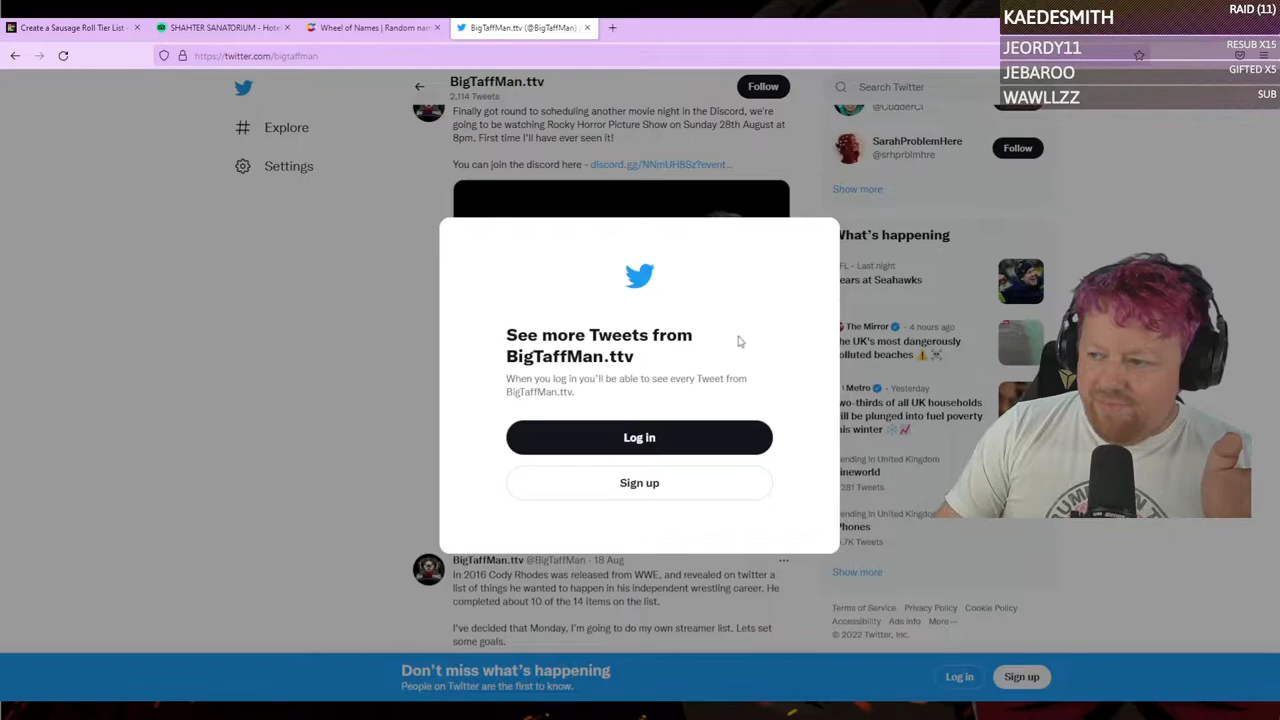 Create a Sausage Roll Tier List -
SHAHTER SANATORIUM - Hote
Wheel of Names | Random nam
BigTaffMan.ttv (@BigTaffMan) /
KAEDESMITH
RAID (11)
JEORDY11
RESUB X15
JEBAROO
GIFTED X5
WAWLLZZ
SUB
https://twitter.com/bigtaffman
Explore
Settings
BigTaffMan.ttv
2,114 Tweets
Follow
Finally got round to scheduling another movie night in the Discord, we're
going to be watching Rocky Horror Picture Show on Sunday 28th August at
8pm. First time I'll have ever seen it!
You can join the discord here - discord.gg/NNmUH8Sz?event...
See more Tweets from
BigTaffMan.ttv
When you log in you'll be able to see every Tweet from
BigTaffMan.ttv.
Log in
Sign up
BigTaffMan.ttv @BigTaffMan · 18 Aug
In 2016 Cody Rhodes was released from WWE, and revealed on twitter a
list of things he wanted to happen in his independent wrestling career. He
completed about 10 of the 14 items on the list.
I've decided that Monday, I'm going to do my own streamer list. Lets set
some goals.
Search Twitter
SarahProblemHere
@srhprblmhre
Follow
Show more
What's happening
NFL · Last night
ears at Seahawks
The Mirror · 4 hours ago
he UK's most dangerously
olluted beaches
Metro · Yesterday
wo-thirds of all UK households
will be plunged into fuel poverty
his winter
ending in United Kingdom
ineworld
281 Tweets
ending in United Kingdo
Phones
.7K Tweets
Show more
Terms of Service Privacy Policy Cookie Policy
Accessibility Ads info More
© 2022 Twitter, Inc.
Don't miss what's happening
People on Twitter are the first to know.
Log in
Sign up